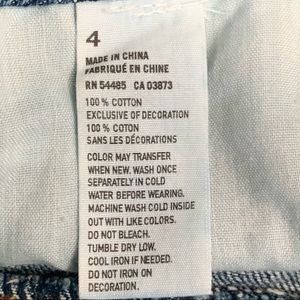 4
MADE IN CHINA
FABRIQUÉ EN CHINE
RN 54485 CA 03873
100 % COTTON
EXCLUSIVE OF DECORATION
100 % COTON
SANS LES DÉCORATIONS
COLOR MAY TRANSFER
WHEN NEW. WASH ONCE
SEPARATELY IN COLD
WATER BEFORE WEARING.
MACHINE WASH COLD INSIDE
OUT WITH LIKE COLORS.
DO NOT BLEACH.
TUMBLE DRY LOW.
COOL IRON IF NEEDED.
DO NOT IRON ON
DECORATION.